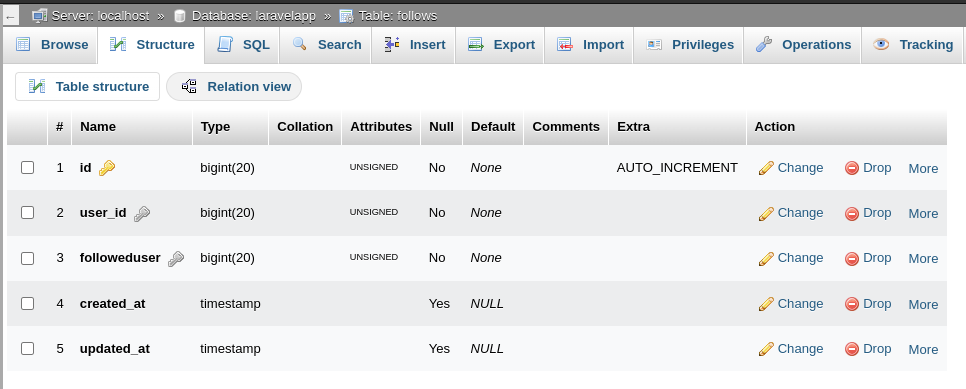 ← Server: localhost » Database: laravelapp » Table: follows
Browse Structure SQL Search Insert Export Import Privileges Operations Tracking
Table structure Relation view
# Name Type Collation Attributes Null Default Comments Extra Action
1 id bigint(20) UNSIGNED No None AUTO_INCREMENT Change Drop More
2 user_id bigint(20) UNSIGNED No None Change Drop More
3 followeduser bigint(20) UNSIGNED No None Change Drop More
4 created_at timestamp Yes NULL Change Drop More
5 updated_at timestamp Yes NULL Change Drop More